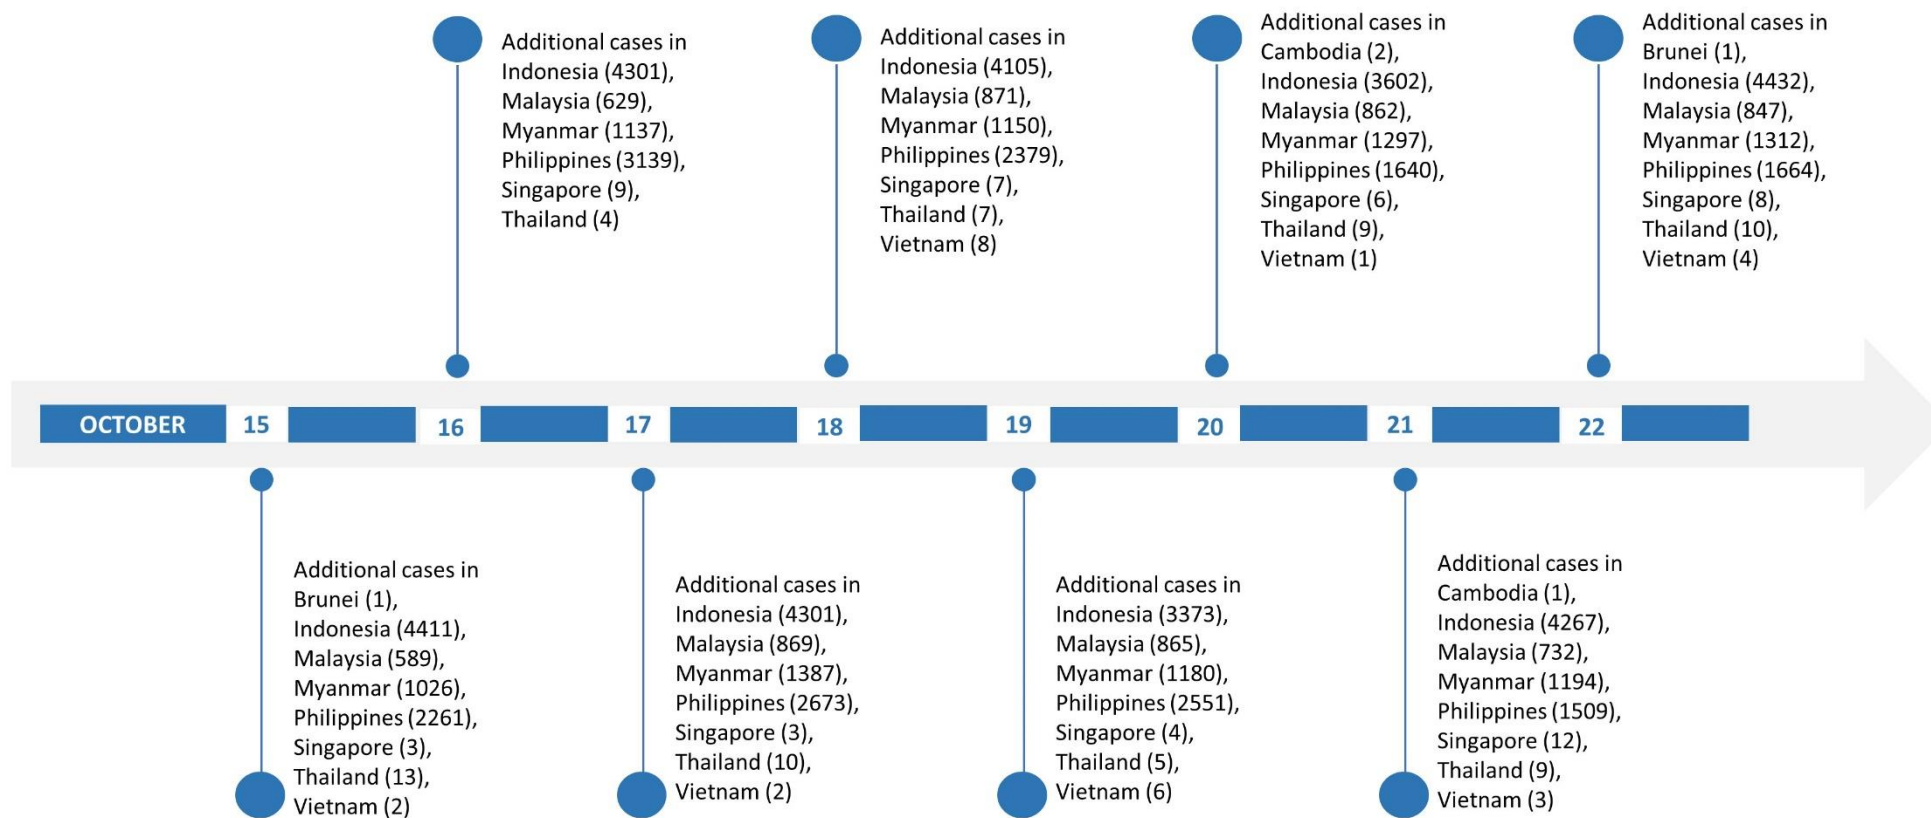 Additional cases in
Indonesia (4301),
Malaysia (629),
Myanmar (1137),
Philippines (3139),
Singapore (9),
Thailand (4)
Additional cases in
Indonesia (4105),
Malaysia (871),
Myanmar (1150),
Philippines (2379),
Singapore (7),
Thailand (7),
Vietnam (8)
Additional cases in
Cambodia (2),
Indonesia (3602),
Malaysia (862),
Myanmar (1297),
Philippines (1640),
Singapore (6),
Thailand (9),
Vietnam (1)
Additional cases in
Brunei (1),
Indonesia (4432),
Malaysia (847),
Myanmar (1312),
Philippines (1664),
Singapore (8),
Thailand (10),
Vietnam (4)
OCTOBER 15 16 17 18 19 20 21 22
Additional cases in
Brunei (1),
Indonesia (4411),
Malaysia (589),
Myanmar (1026),
Philippines (2261),
Singapore (3),
Thailand (13),
Vietnam (2)
Additional cases in
Indonesia (4301),
Malaysia (869),
Myanmar (1387),
Philippines (2673),
Singapore (3),
Thailand (10),
Vietnam (2)
Additional cases in
Indonesia (3373),
Malaysia (865),
Myanmar (1180),
Philippines (2551),
Singapore (4),
Thailand (5),
Vietnam (6)
Additional cases in
Cambodia (1),
Indonesia (4267),
Malaysia (732),
Myanmar (1194),
Philippines (1509),
Singapore (12),
Thailand (9),
Vietnam (3)